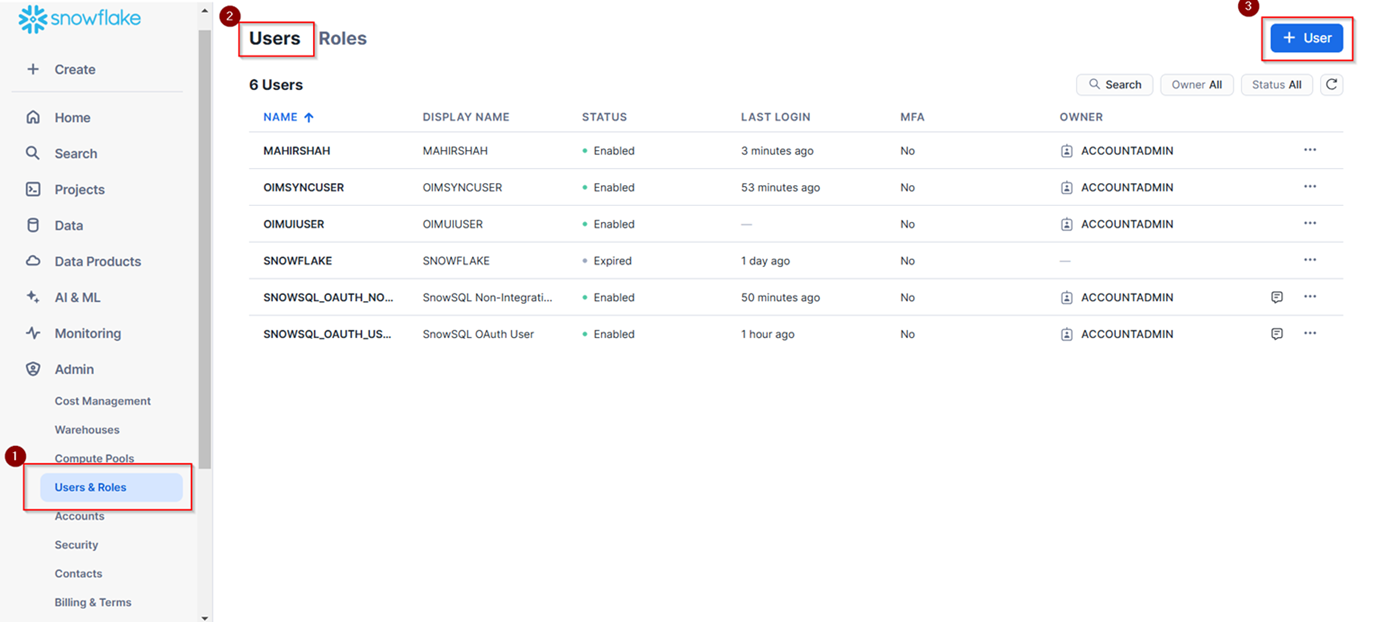 snowflake
+ Create
Home
Search
Projects
Data
Data Products
AI & ML
Monitoring
Admin
Cost Management
Warehouses
Compute Pools
1
Users & Roles
Accounts
Security
Contacts
Billing & Terms
2
Users Roles
3
+ User
6 Users
Search Owner All Status All
NAME ↑ DISPLAY NAME STATUS LAST LOGIN MFA OWNER
MAHIRSHAH MAHIRSHAH Enabled 3 minutes ago No ACCOUNTADMIN ...
OIMSYNCUSER OIMSYNCUSER Enabled 53 minutes ago No ACCOUNTADMIN ...
OIMUIUSER OIMUIUSER Enabled — No ACCOUNTADMIN ...
SNOWFLAKE SNOWFLAKE Expired 1 day ago No — ...
SNOWSQL_OAUTH_NO... SnowSQL Non-Integrati... Enabled 50 minutes ago No ACCOUNTADMIN ...
SNOWSQL_OAUTH_US... SnowSQL OAuth User Enabled 1 hour ago No ACCOUNTADMIN ...